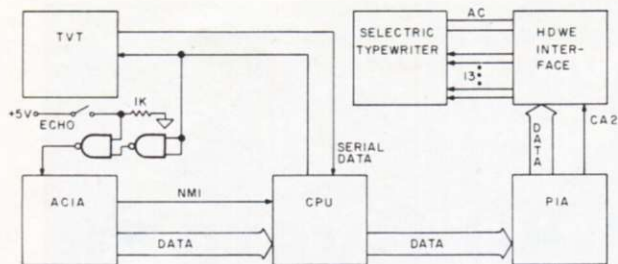 TVT
SELECTRIC
TYPEWRITER
AC
HDWE
INTER-
FACE
13
+5V
ECHO
1K
SERIAL
DATA
DATA
CA2
ACIA
NMI
DATA
CPU
DATA
PIA